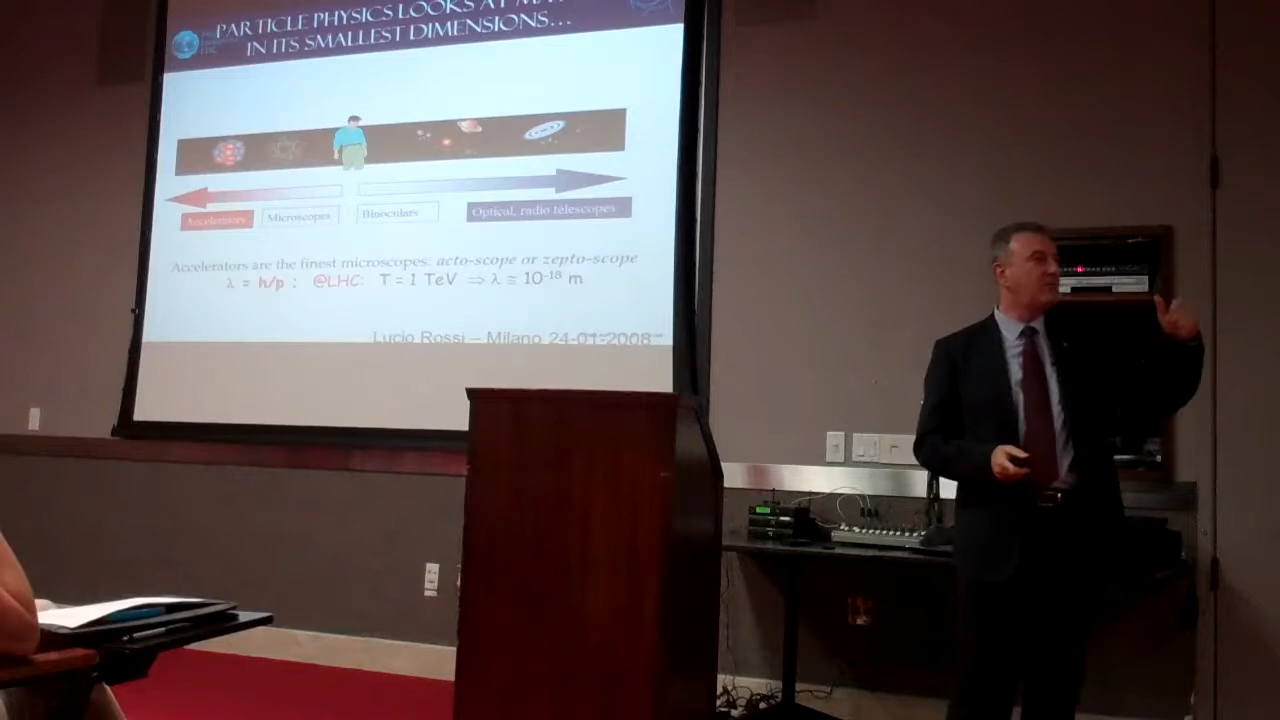 PARTICLE PHYSICS LOOKS AT
IN ITS SMALLEST DIMENSIONS...
Accelerators
Microscopes
Binoculars
Optical, radio télescopes
Accelerators are the finest microscopes: acto-scope or zepto-scope
λ = h/p ; @LHC: T = 1 TeV ⇒ λ ≅ 10⁻¹⁸ m
Lucio Rossi – Milano 24-01-2008